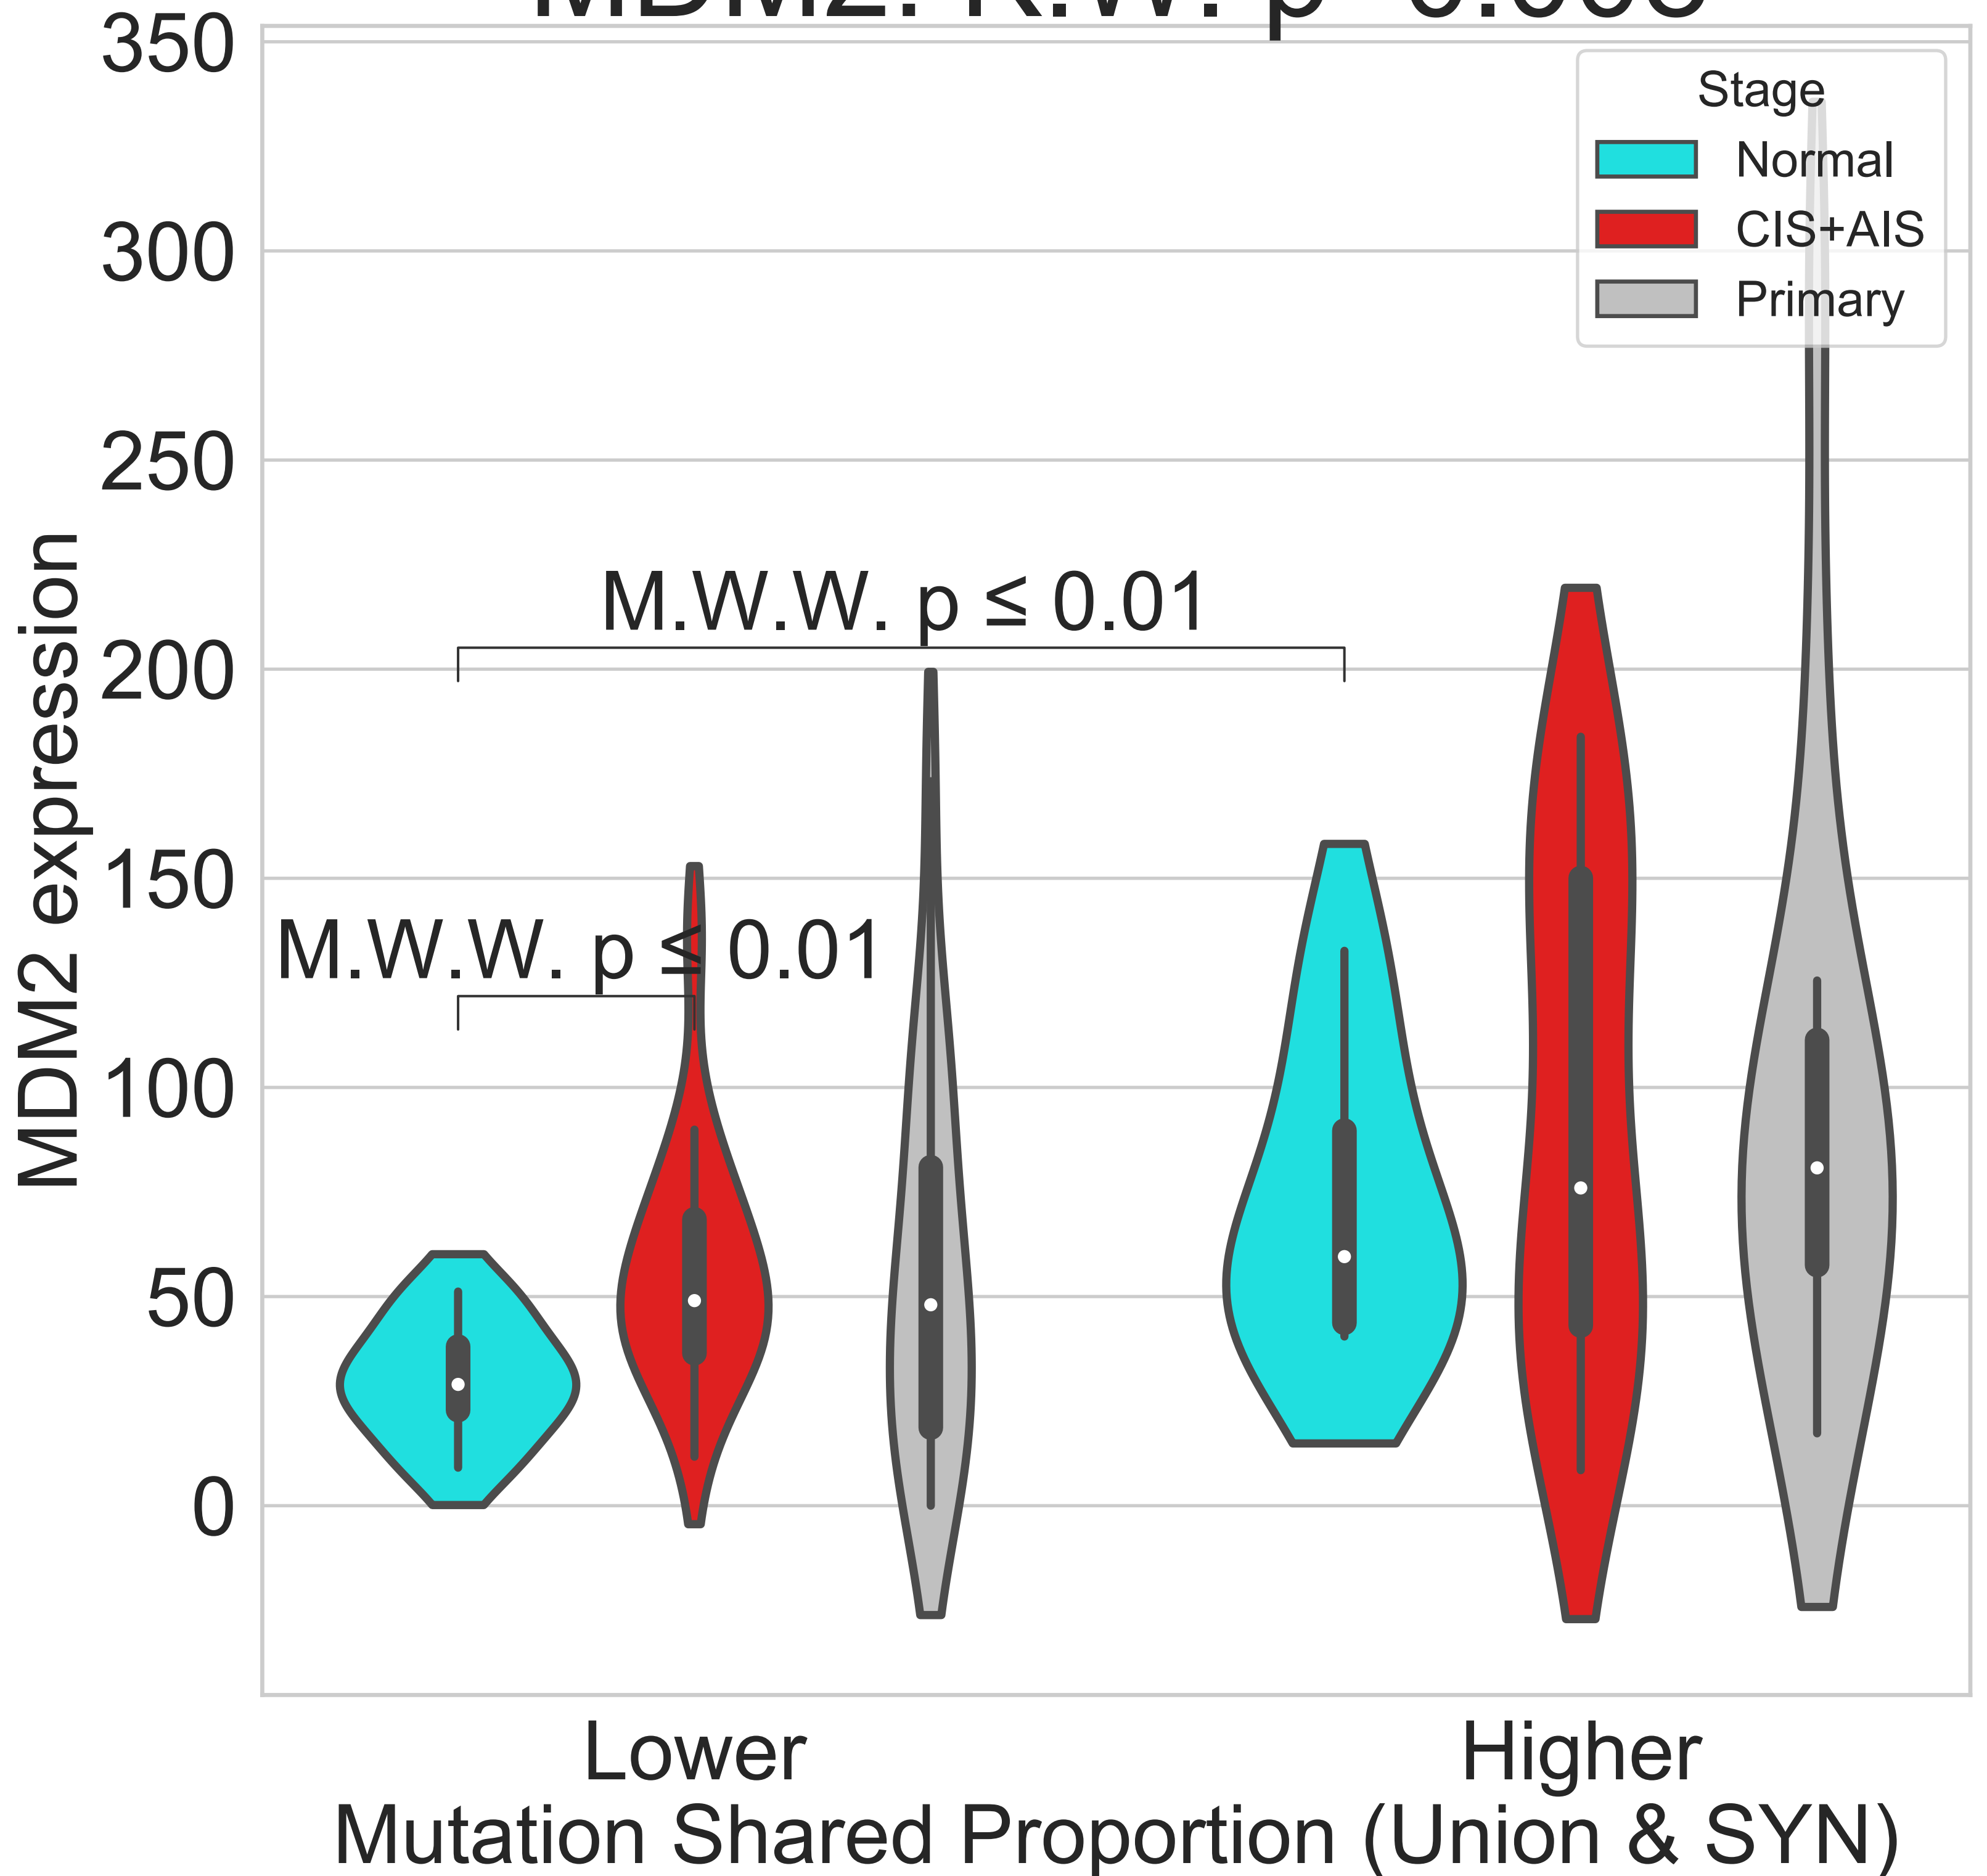 350
Stage
Normal
CIS+AIS
Primary
300
250
200
150
100
50
0
MDM2 expression
M.W.W. p ≤ 0.01
M.W.W. p ≤ 0.01
Lower
Higher
Mutation Shared Proportion (Union & SYN)